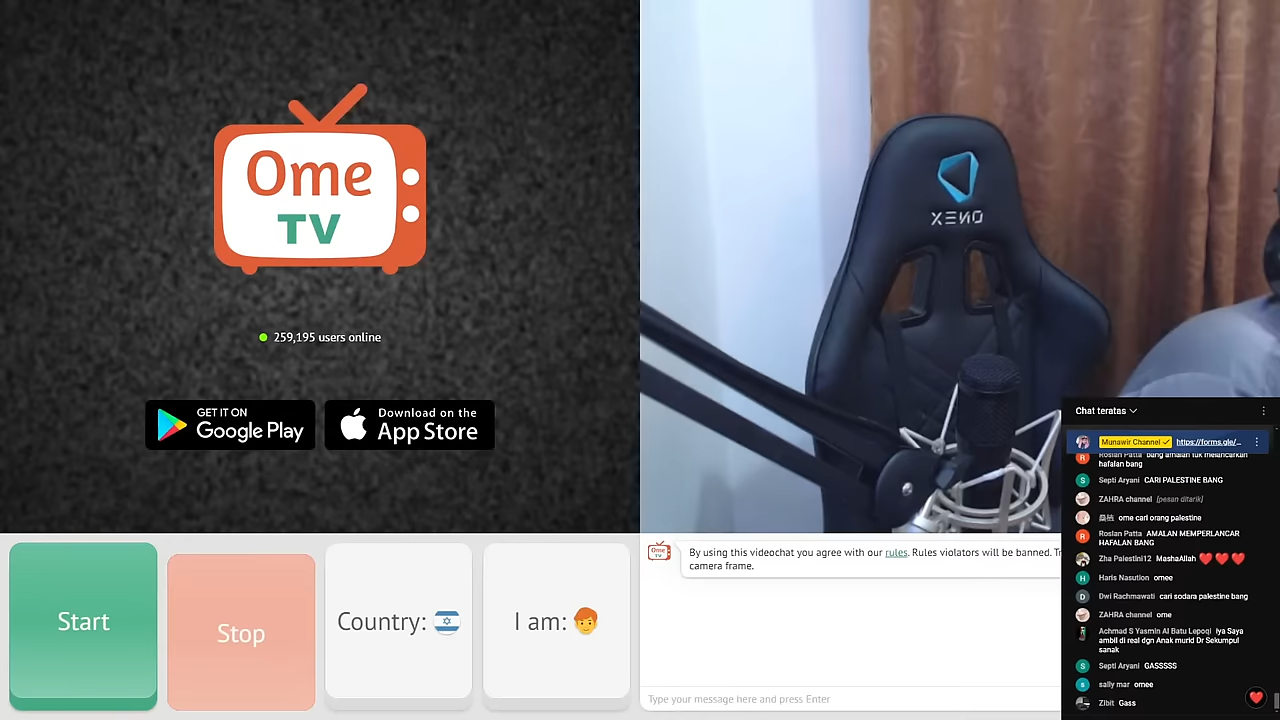 Ome
TV
259,195 users online
GET IT ON
Google Play
Download on the
App Store
Start
Stop
Country:
I am:
XENO
By using this videochat you agree with our rules. Rules violators will be banned.
camera frame.
Type your message here and press Enter
Chat teratas
Munawir Channel https://forms.gle/...
Roslan Patta bang amalan tuk melancarkan
hafalan bang
Septi Aryani CARI PALESTINE BANG
ZAHRA channel [pesan ditarik]
ome cari orang palestine
Roslan Patta AMALAN MEMPERLANCAR
HAFALAN BANG
Zha Palestini12 MashaAllah ❤️❤️❤️
Haris Nasution omee
Dwi Rachmawati cari sodara palestine bang
ZAHRA channel ome
Achmad S Yasmin Al Batu Lepoqi Iya Saya
ambil di real dgn Anak murid Dr Sekumpul
sanak
Septi Aryani GASSSSS
sally mar omee
Zibit Gass